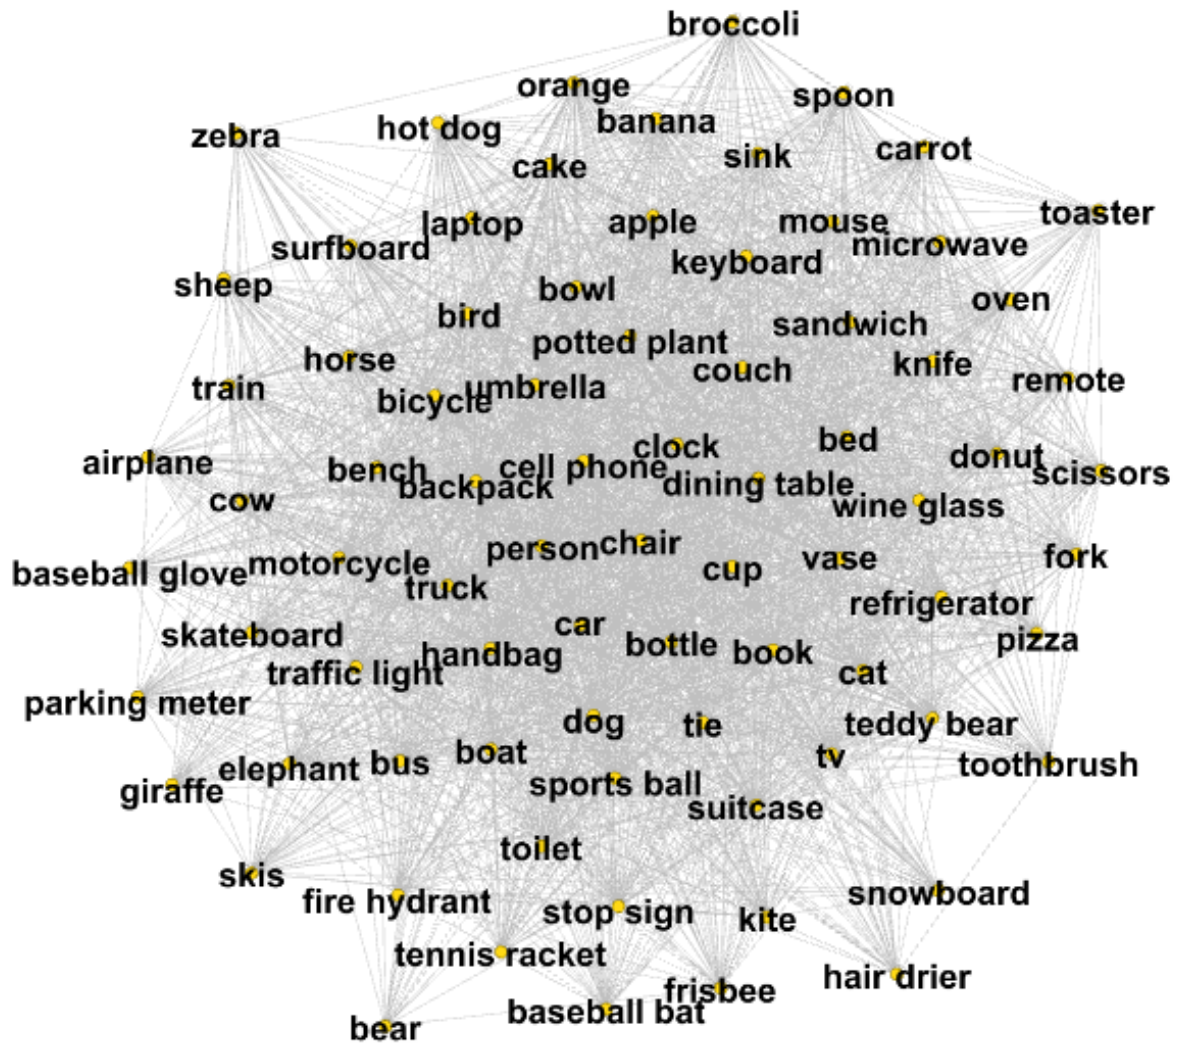 broccoli
orange
spoon
zebra
hot dog
banana
cake
sink
carrot
toaster
laptop
apple
mouse
surfboard
microwave
keyboard
sheep
bowl
oven
bird
sandwich
potted plant
horse
couch
knife
train
umbrella
remote
bicycle
clock
bed
airplane
bench
cell phone
donut
backpack
dining table
scissors
cow
wine glass
person
chair
vase
fork
baseball glove
motorcycle
truck
cup
refrigerator
skateboard
car
bottle
book
pizza
traffic light
handbag
cat
parking meter
dog
tie
teddy bear
elephant
bus
boat
tv
toothbrush
giraffe
sports ball
suitcase
toilet
skis
fire hydrant
stop sign
kite
snowboard
tennis racket
hair drier
frisbee
baseball bat
bear